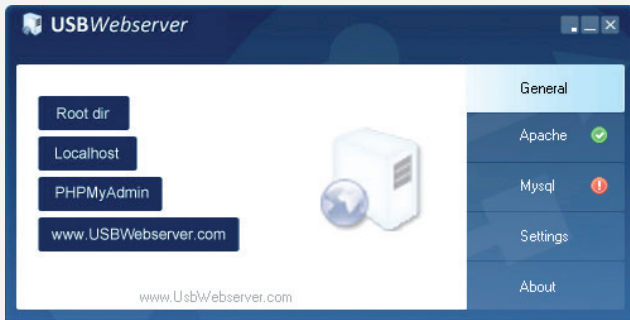 USBWebserver
General
Root dir
Apache
Localhost
PHPMyAdmin
Mysql
www.USBWebserver.com
Settings
About
www.UsbWebserver.com